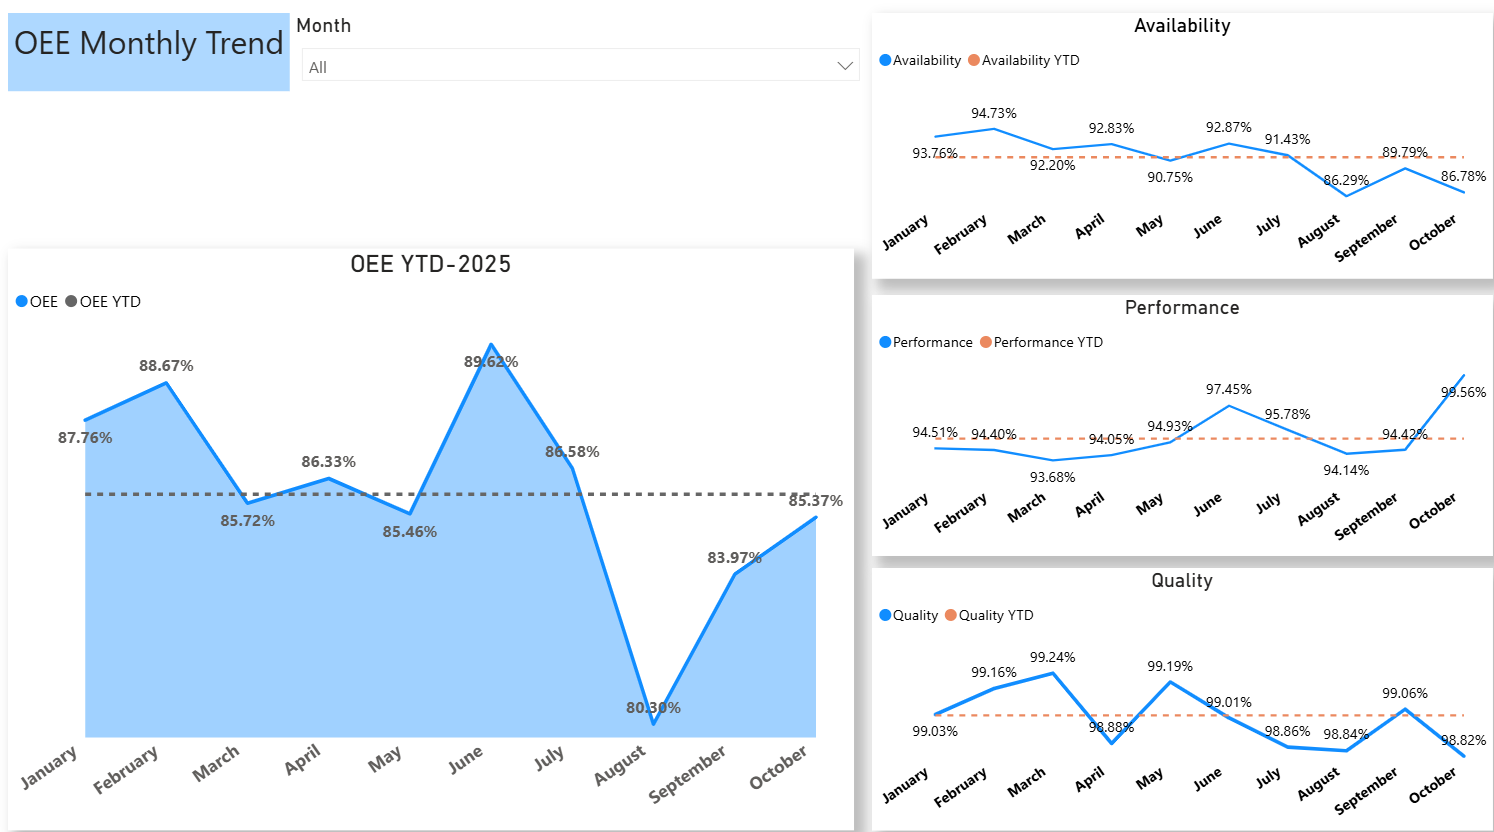 OEE Monthly Trend
Month
All
OEE YTD-2025
OEE OEE YTD
87.76%
88.67%
85.72%
86.33%
85.46%
89.62%
86.58%
80.30%
83.97%
85.37%
January
February
March
April
May
June
July
August
September
October
Availability
Availability Availability YTD
93.76%
94.73%
92.20%
92.83%
90.75%
92.87%
91.43%
86.29%
89.79%
86.78%
January
February
March
April
May
June
July
August
September
October
Performance
Performance Performance YTD
94.51%
94.40%
93.68%
94.05%
94.93%
97.45%
95.78%
94.14%
94.42%
99.56%
January
February
March
April
May
June
July
August
September
October
Quality
Quality Quality YTD
99.03%
99.16%
99.24%
98.88%
99.19%
99.01%
98.86%
98.84%
99.06%
98.82%
January
February
March
April
May
June
July
August
September
October